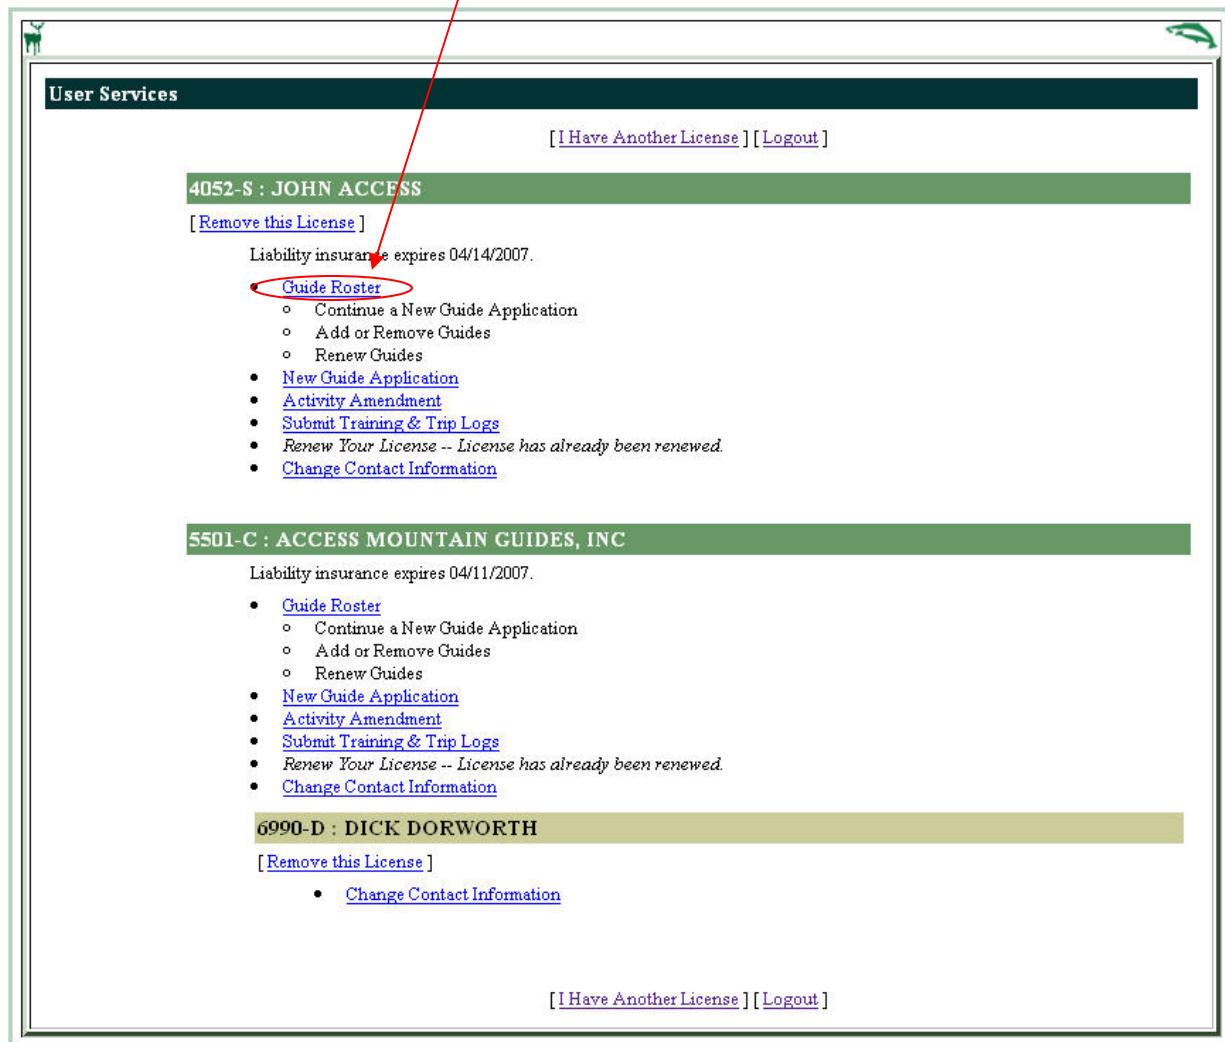 User Services
[ I Have Another License ] [ Logout ]
4052-S : JOHN ACCESS
[ Remove this License ]
Liability insurance expires 04/14/2007.
• Guide Roster
o Continue a New Guide Application
o Add or Remove Guides
o Renew Guides
• New Guide Application
• Activity Amendment
• Submit Training & Trip Logs
• Renew Your License -- License has already been renewed.
• Change Contact Information
5501-C : ACCESS MOUNTAIN GUIDES, INC
Liability insurance expires 04/11/2007.
• Guide Roster
o Continue a New Guide Application
o Add or Remove Guides
o Renew Guides
• New Guide Application
• Activity Amendment
• Submit Training & Trip Logs
• Renew Your License -- License has already been renewed.
• Change Contact Information
6990-D : DICK DORWORTH
[ Remove this License ]
• Change Contact Information
[ I Have Another License ] [ Logout ]